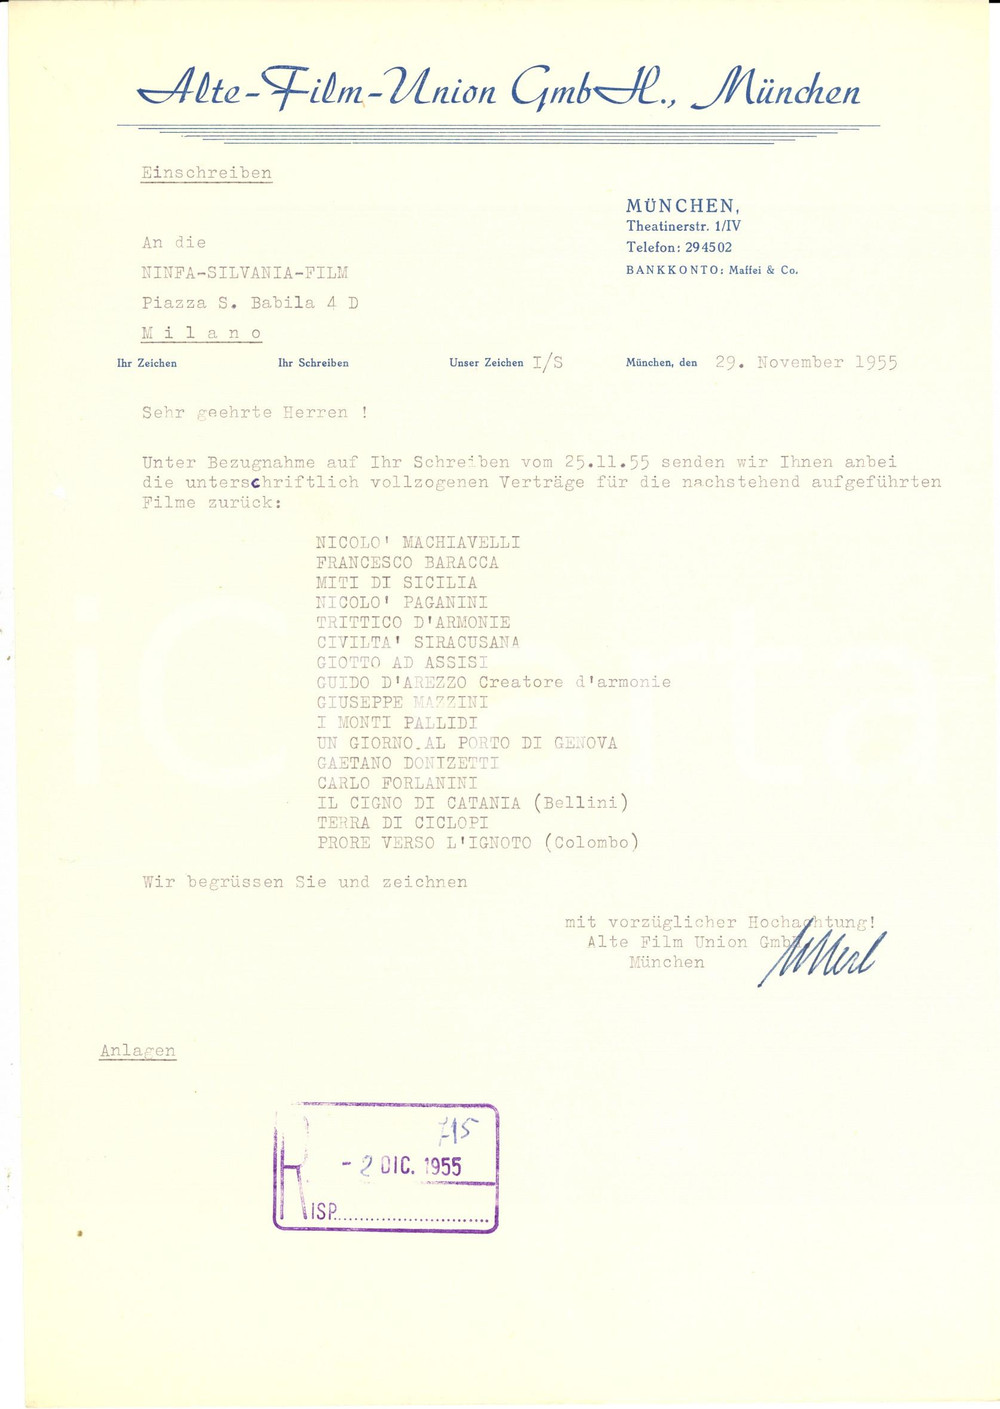 Alte-Film-Union GmbH., München
Einschreiben
MÜNCHEN,
Theatinerstr. 1/IV
Telefon: 294502
BANKKONTO: Maffei & Co.
An die
NINFA-SILVANIA-FILM
Piazza S. Babila 4 D
M i l a n o
Ihr Zeichen Ihr Schreiben Unser Zeichen I/S München, den 29. November 1955
Sehr geehrte Herren !
Unter Bezugnahme auf Ihr Schreiben vom 25.11.55 senden wir Ihnen anbei
die unterschriftlich vollzogenen Verträge für die nachstehend aufgeführten
Filme zurück:
NICOLO' MACHIAVELLI
FRANCESCO BARACCA
MITI DI SICILIA
NICOLO' PAGANINI
TRITTICO D'ARMONIE
CIVILTA' SIRACUSANA
GIOTTO AD ASSISI
GUIDO D'AREZZO Creatore d'armonie
GIUSEPPE MAZZINI
I MONTI PALLIDI
UN GIORNO.AL PORTO DI GENOVA
GAETANO DONIZETTI
CARLO FORLANINI
IL CIGNO DI CATANIA (Bellini)
TERRA DI CICLOPI
PRORE VERSO L'IGNOTO (Colombo)
Wir begrüssen Sie und zeichnen
mit vorzüglicher Hochachtung!
Alte Film Union GmbH
München
Anlagen
715
- 2 DIC. 1955
RISP.